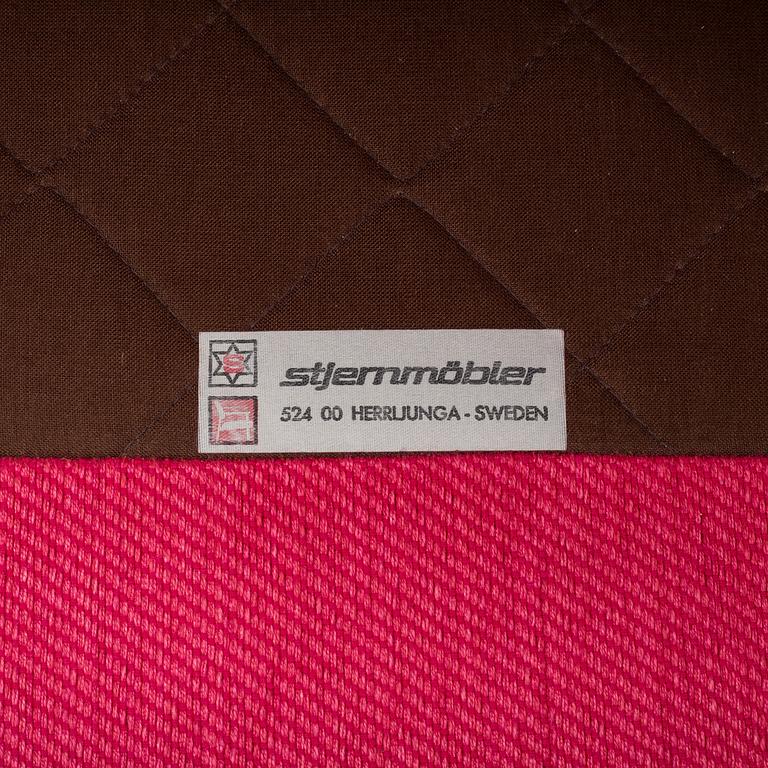 S
stjernmöbler
524 00 HERRLJUNGA - SWEDEN